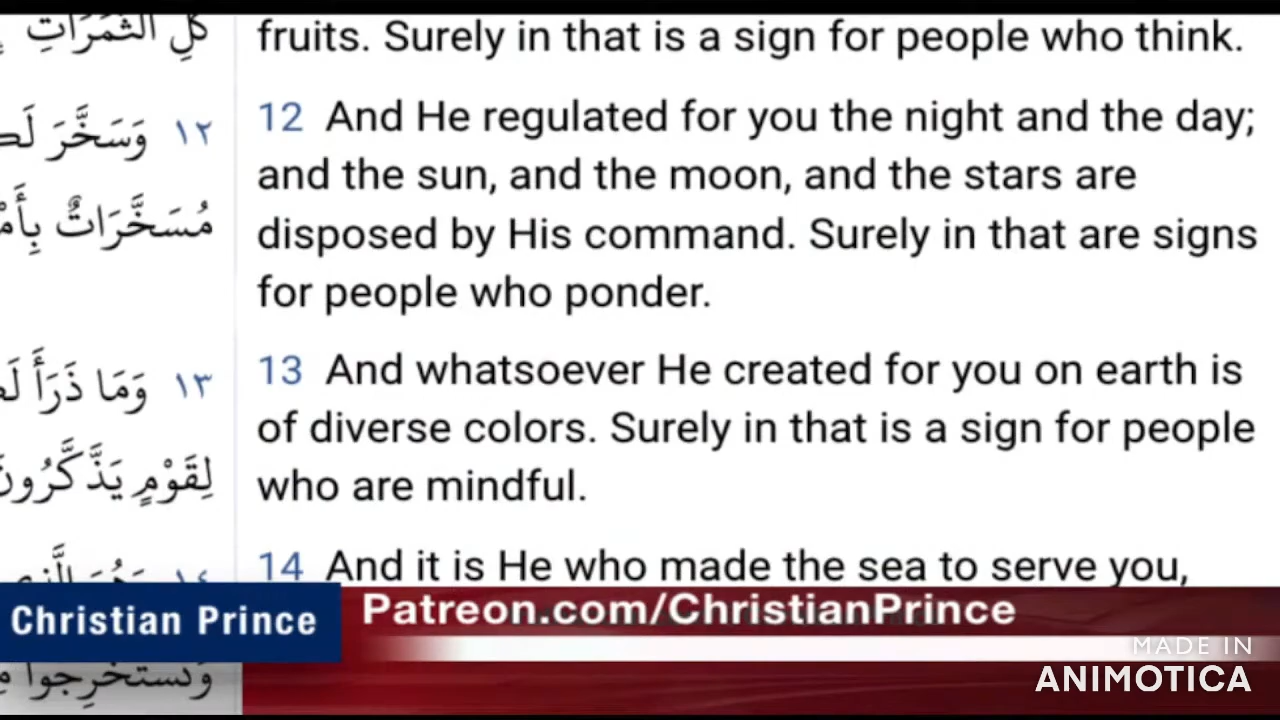 كُلِّ الثَّمَرَاتِ
fruits. Surely in that is a sign for people who think.
١٢ وَسَخَّرَ
12 And He regulated for you the night and the day;
and the sun, and the moon, and the stars are
مُسَخَّرَاتٌ
disposed by His command. Surely in that are signs
for people who ponder.
١٣ وَمَا ذَرَأَ
13 And whatsoever He created for you on earth is
of diverse colors. Surely in that is a sign for people
لِقَوْمٍ يَذَّكَّرُونَ
who are mindful.
١٤
14 And it is He who made the sea to serve you,
Christian Prince
Patreon.com/ChristianPrince
MADE IN
ANIMOTICA